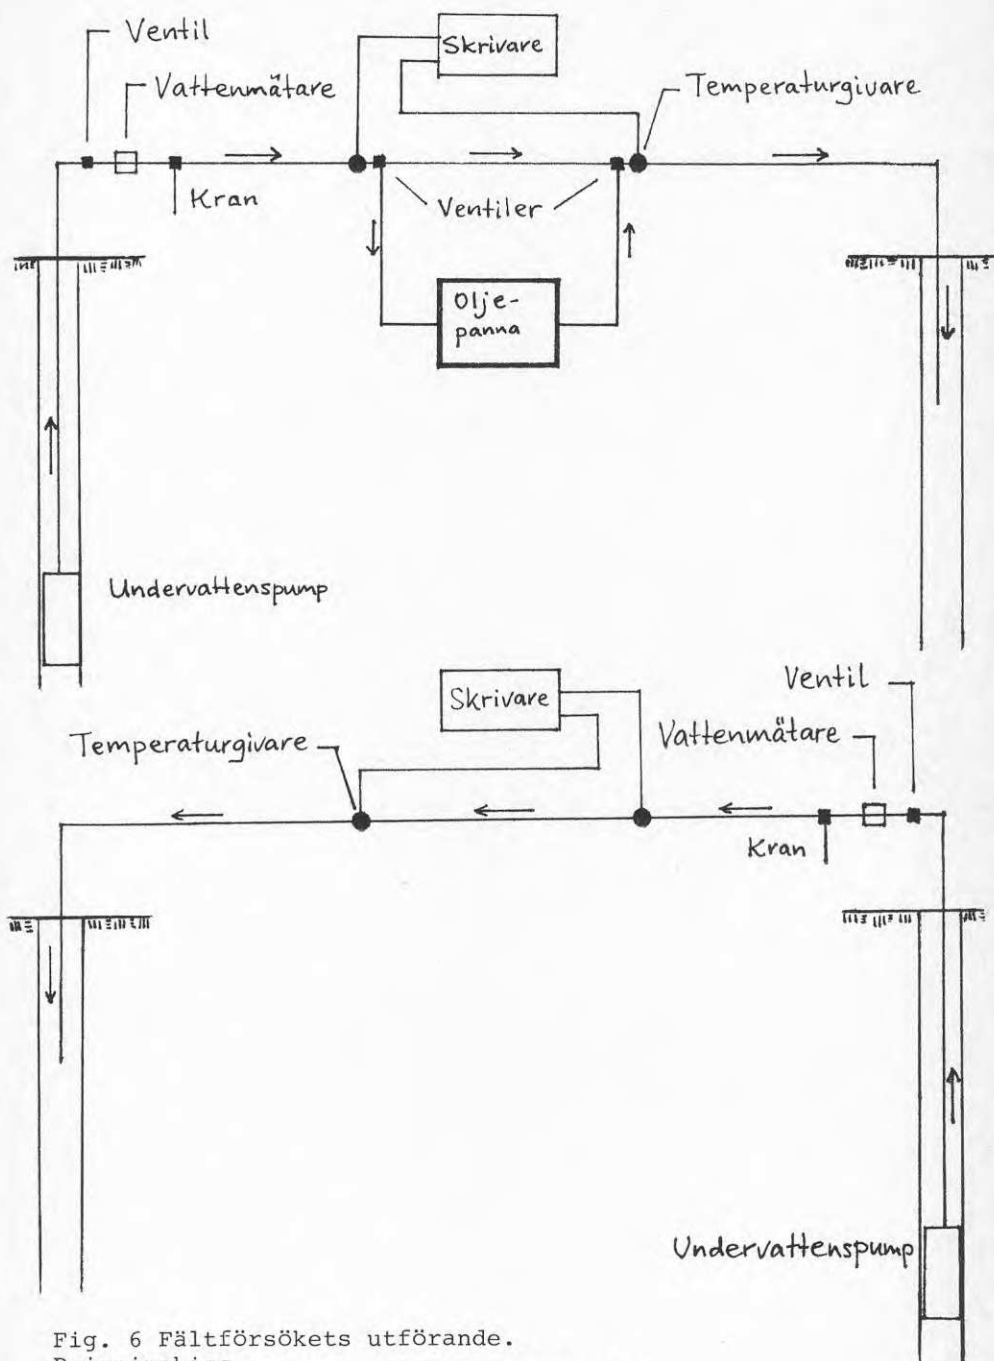 Ventil
Skrivare
Vattenmätare
Temperaturgivare
Kran
Ventiler
Olje-
panna
Undervattenspump
Ventil
Skrivare
Vattenmätare
Temperaturgivare
Kran
Undervattenspump
Fig. 6 Fältförsökets utförande.